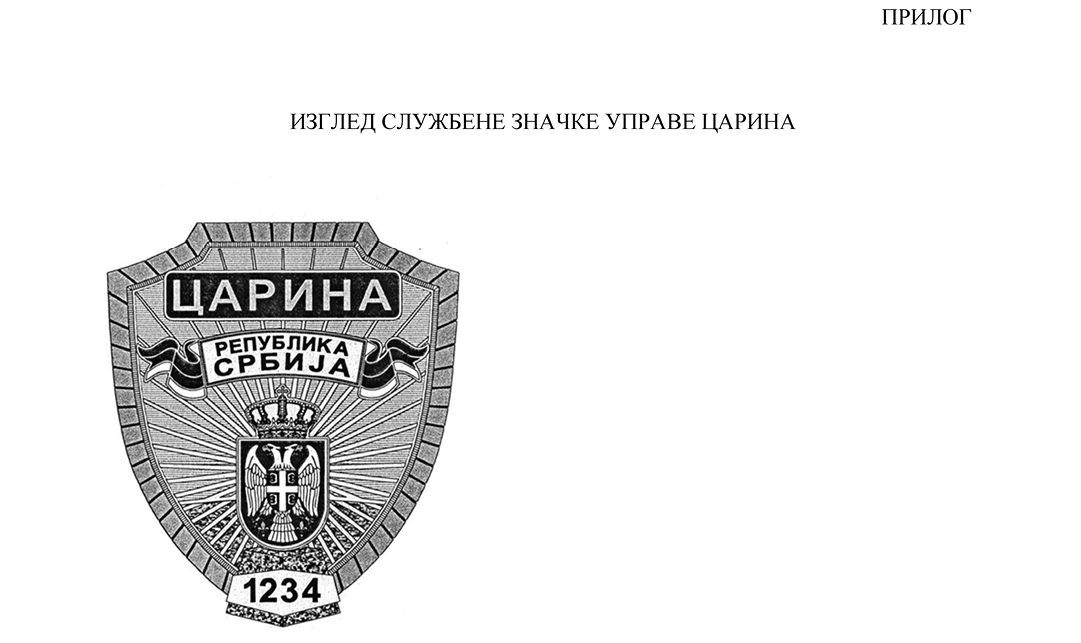 ПРИЛОГ
ИЗГЛЕД СЛУЖБЕНЕ ЗНАЧКЕ УПРАВЕ ЦАРИНА
ЦАРИНА
РЕПУБЛИКА
СРБИЈА
1234